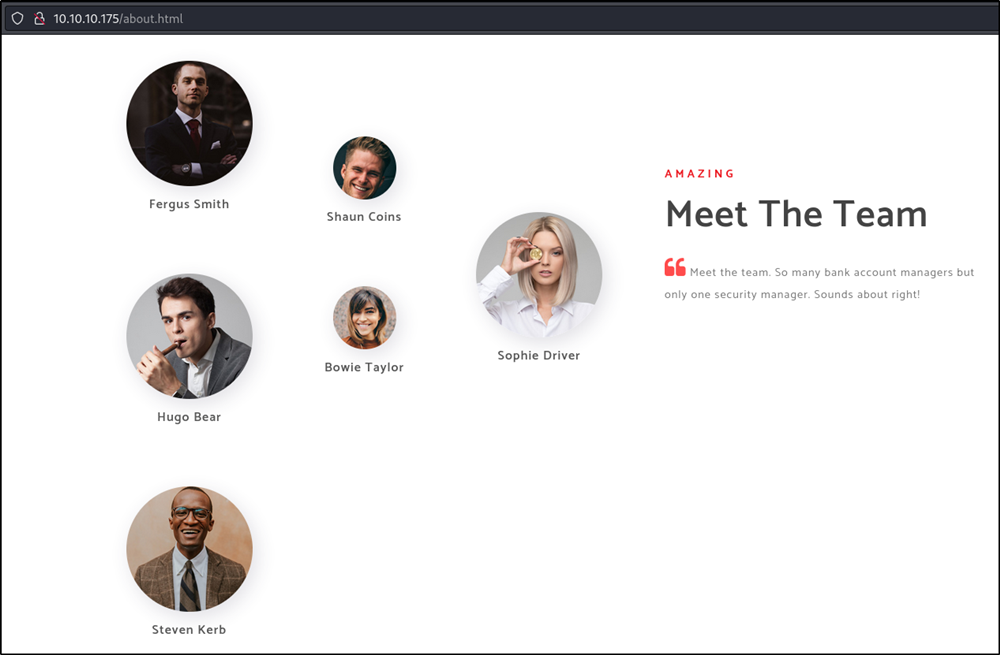 10.10.10.175/about.html
Fergus Smith
Shaun Coins
Hugo Bear
Bowie Taylor
Sophie Driver
Steven Kerb
AMAZING
Meet The Team
Meet the team. So many bank account managers but
only one security manager. Sounds about right!